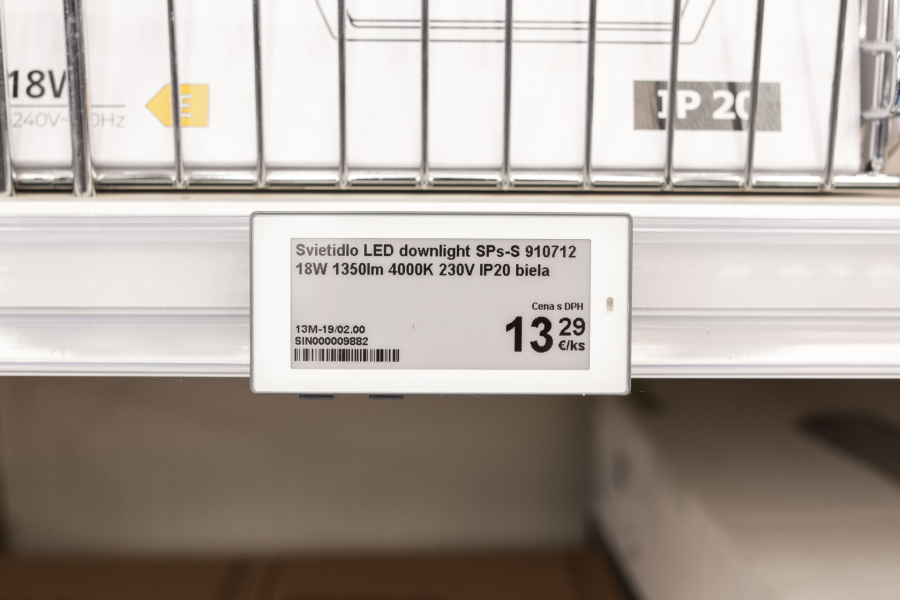 18W
240V~
E
IP 20
Svietidlo LED downlight SPs-S 910712
18W 1350lm 4000K 230V IP20 biela
Cena s DPH
13 29
€/ks
13M-19/02.00
SIN000009882